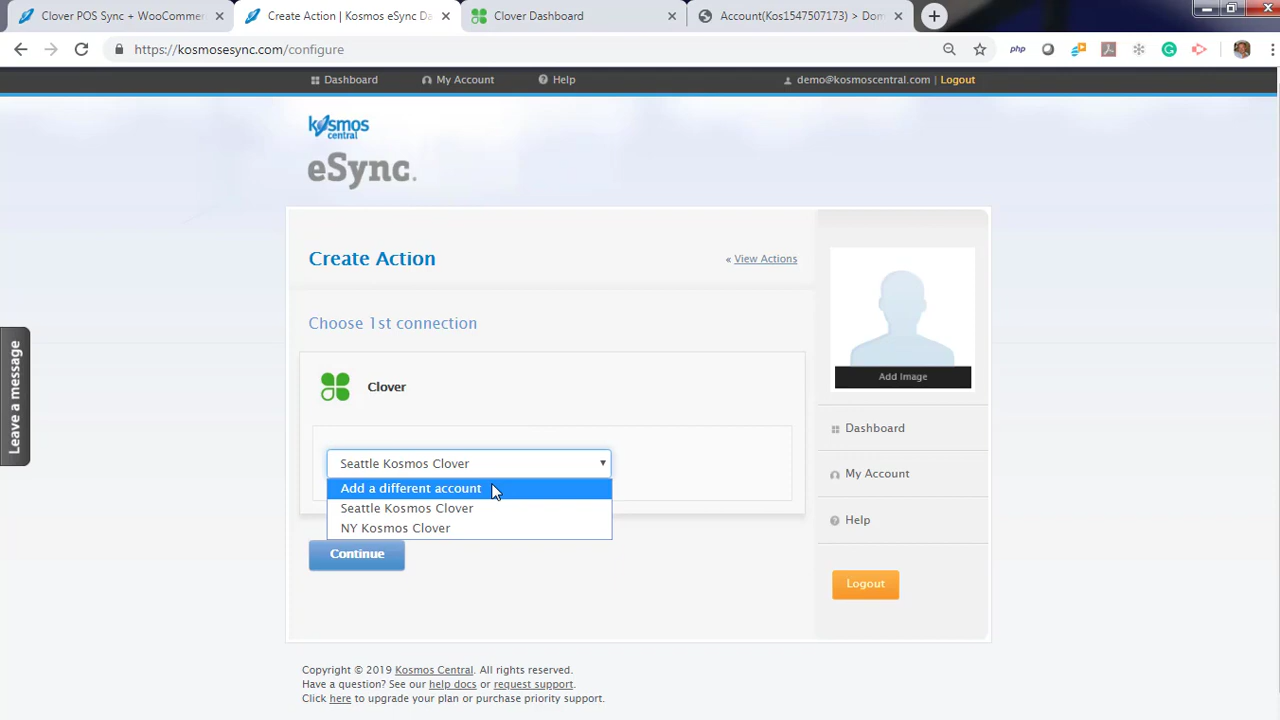 Clover POS Sync + WooCommer
Create Action | Kosmos eSync Da
Clover Dashboard
Account(Kos1547507173) > Dom
https://kosmosesync.com/configure
php
Dashboard
My Account
Help
demo@kosmoscentral.com | Logout
kosmos
central
eSync.
Create Action
« View Actions
Choose 1st connection
Clover
Seattle Kosmos Clover
Add a different account
Seattle Kosmos Clover
NY Kosmos Clover
Continue
Add Image
Dashboard
My Account
Help
Logout
Leave a message
Copyright © 2019 Kosmos Central. All rights reserved.
Have a question? See our help docs or request support.
Click here to upgrade your plan or purchase priority support.